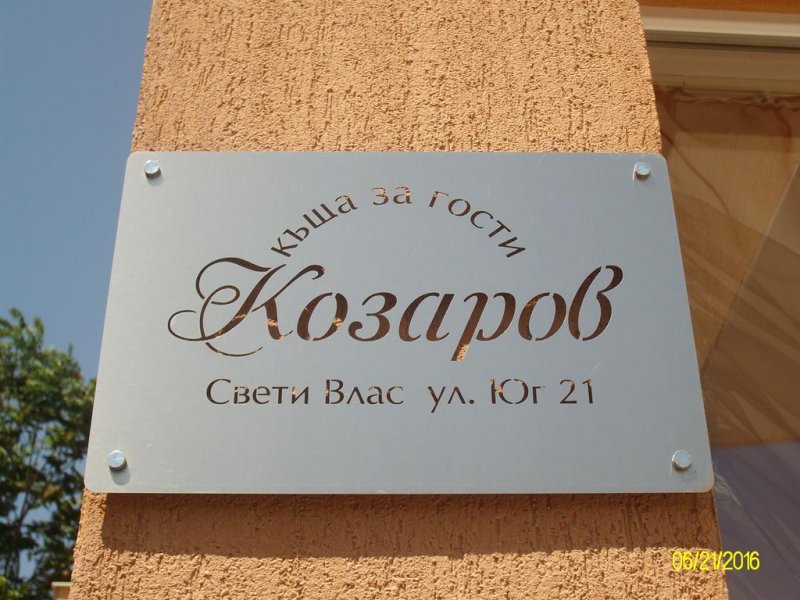 къща за гости
Козаров
Свети Влас ул. Юг 21
06/21/2016